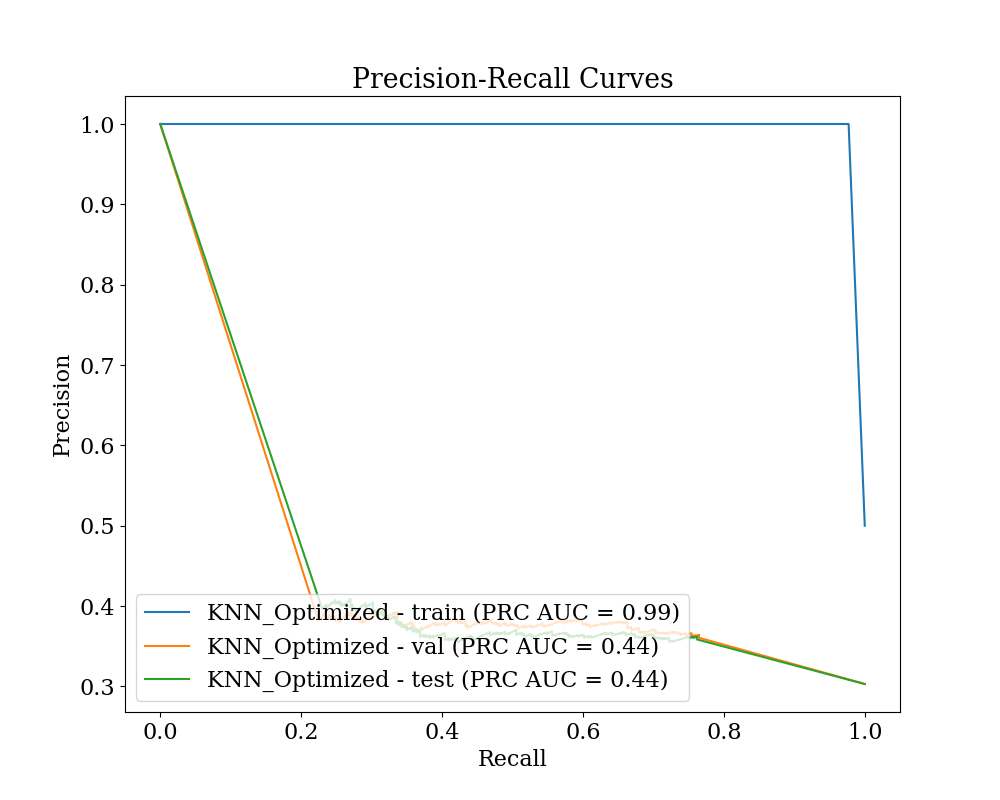 Precision-Recall Curves
1.0
0.9
0.8
0.7
0.6
0.5
0.4
0.3
Precision
KNN_Optimized - train (PRC AUC = 0.99)
KNN_Optimized - val (PRC AUC = 0.44)
KNN_Optimized - test (PRC AUC = 0.44)
0.0 0.2 0.4 0.6 0.8 1.0
Recall